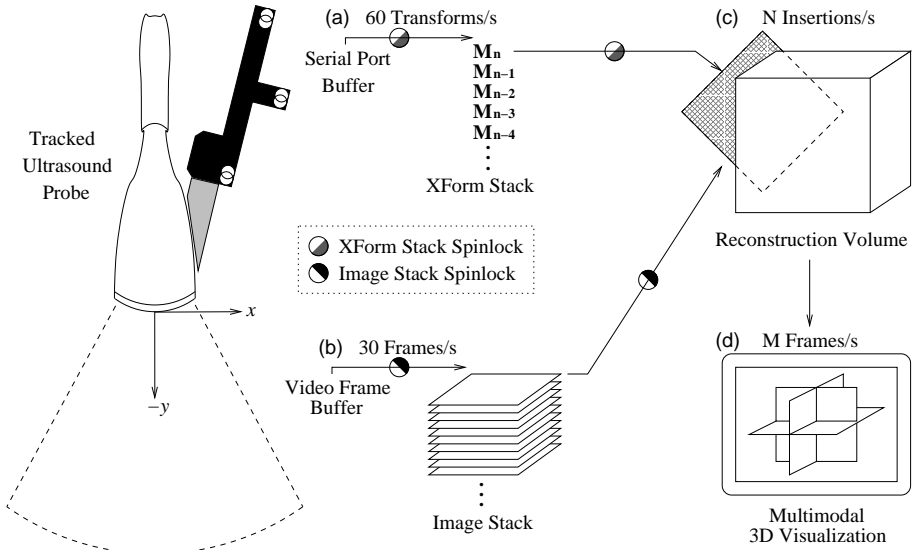 (a) 60 Transforms/s
Serial Port
Buffer
Mn
Mn−1
Mn−2
Mn−3
Mn−4
XForm Stack
(c) N Insertions/s
Reconstruction Volume
Tracked
Ultrasound
Probe
XForm Stack Spinlock
Image Stack Spinlock
x
−y
(b) 30 Frames/s
Video Frame
Buffer
Image Stack
(d) M Frames/s
Multimodal
3D Visualization